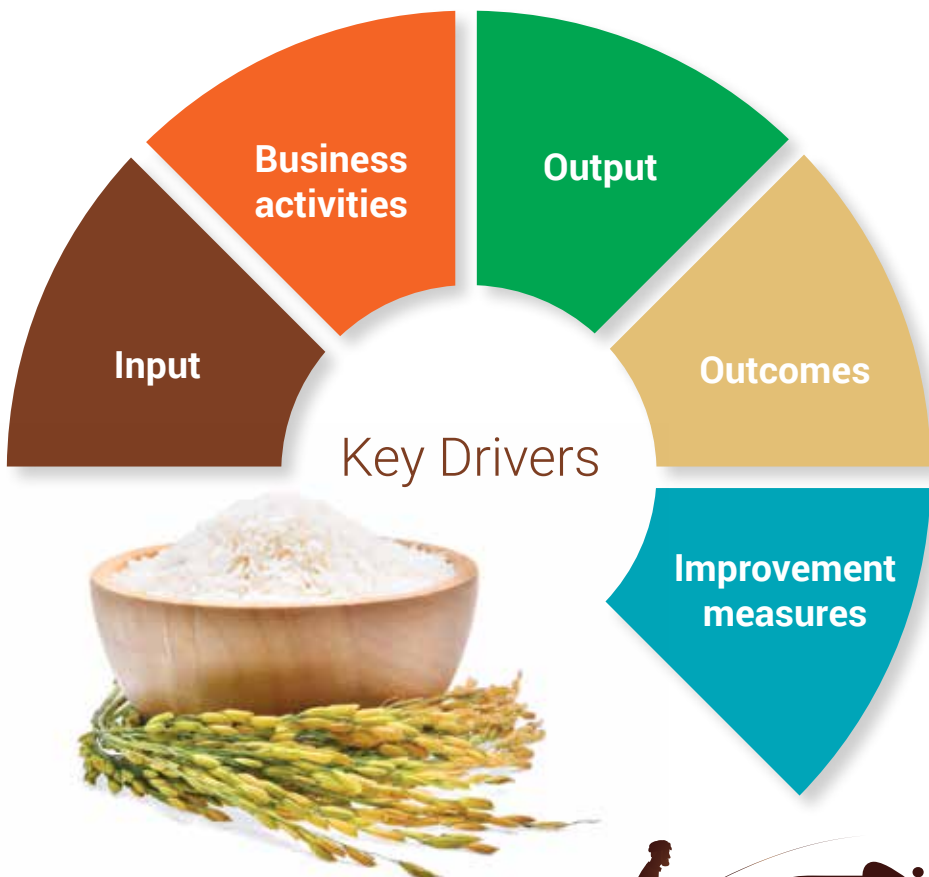 Business
activities
Output
Input
Outcomes
Key Drivers
Improvement
measures